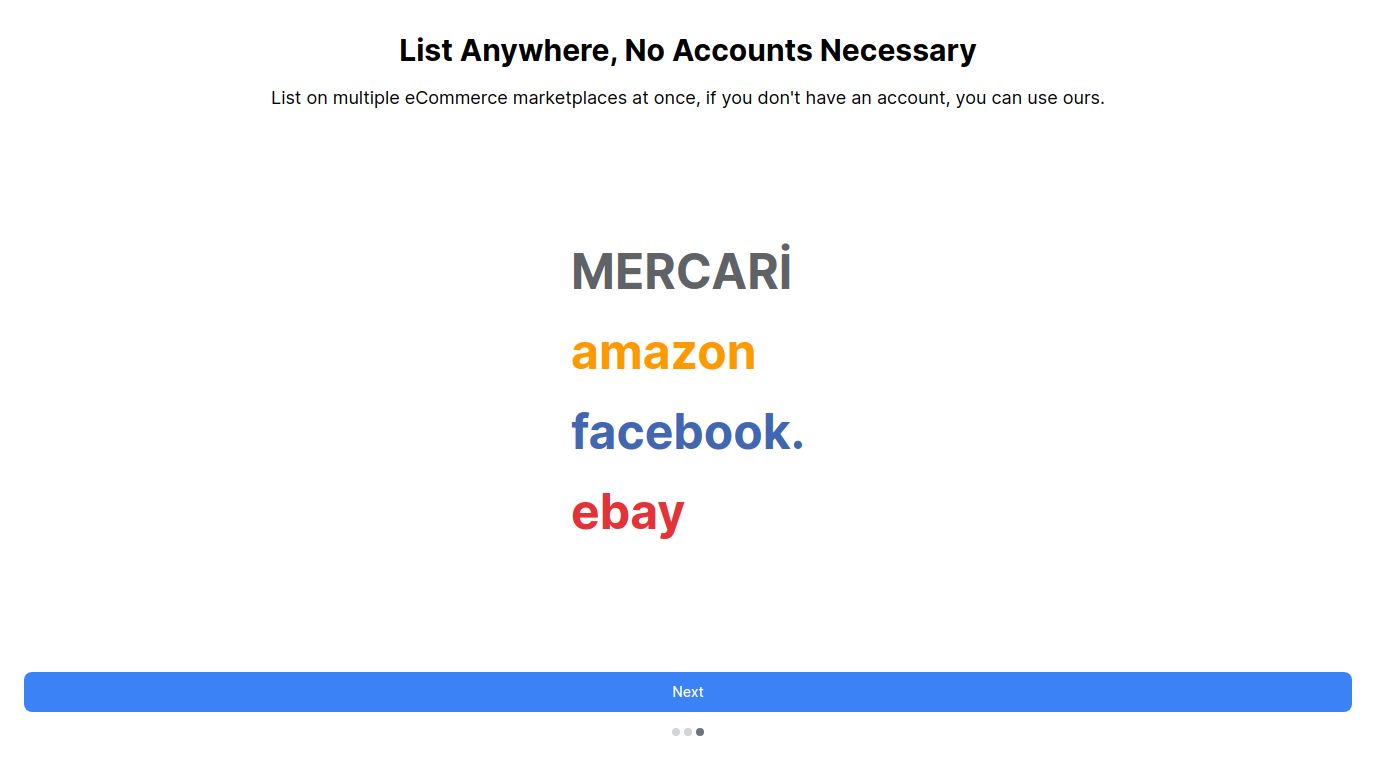 List Anywhere, No Accounts Necessary
List on multiple eCommerce marketplaces at once, if you don't have an account, you can use ours.
MERCARİ
amazon
facebook.
ebay
Next